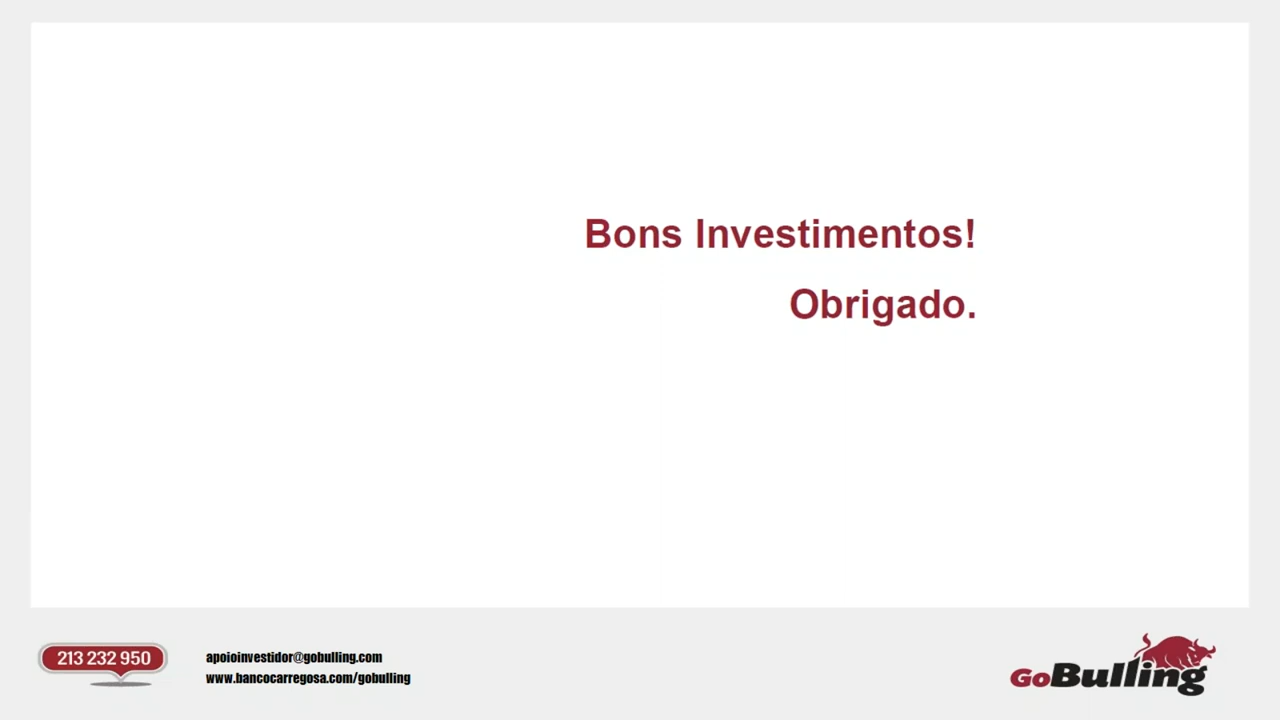 Bons Investimentos!
Obrigado.
213 232 950
apoioinvestidor@gobulling.com
www.bancocarregosa.com/gobulling
GoBulling